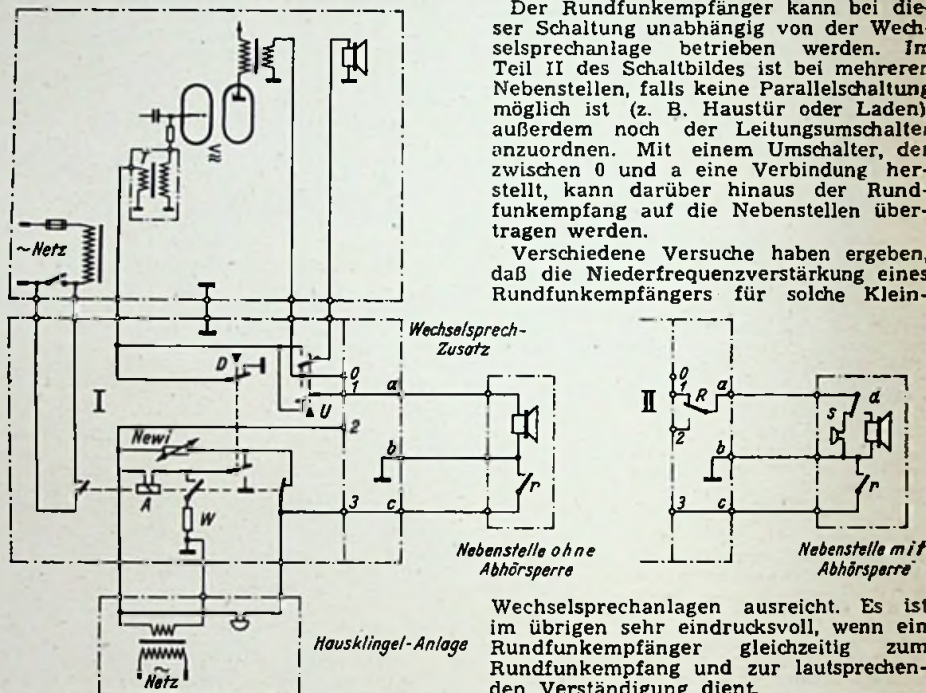 Der Rundfunkempfänger kann bei die-
ser Schaltung unabhängig von der Wech-
selsprechanlage betrieben werden. Im
Teil II des Schaltbildes ist bei mehreren
Nebenstellen, falls keine Parallelschaltung
möglich ist (z. B. Haustür oder Laden)
außerdem noch der Leitungsumschalter
anzuordnen. Mit einem Umschalter, der
zwischen 0 und a eine Verbindung her-
stellt, kann darüber hinaus der Rund-
funkempfang auf die Nebenstellen über-
tragen werden.
Verschiedene Versuche haben ergeben,
daß die Niederfrequenzverstärkung eines
Rundfunkempfängers für solche Klein-
Wechselsprechanlagen ausreicht. Es ist
im übrigen sehr eindrucksvoll, wenn ein
Rundfunkempfänger gleichzeitig zum
Rundfunkempfang und zur lautsprechen-
den Verständigung dient.
VR
T
~Netz
Wechselsprech-
Zusatz
I
D
U
0
1
a
2
Newi
b
A
W
3
c
r
Nebenstelle ohne
Abhörsperre
II
0
1
R
a
2
s
d
b
r
3
c
Nebenstelle mit
Abhörsperre
Hausklingel-Anlage
~
Netz